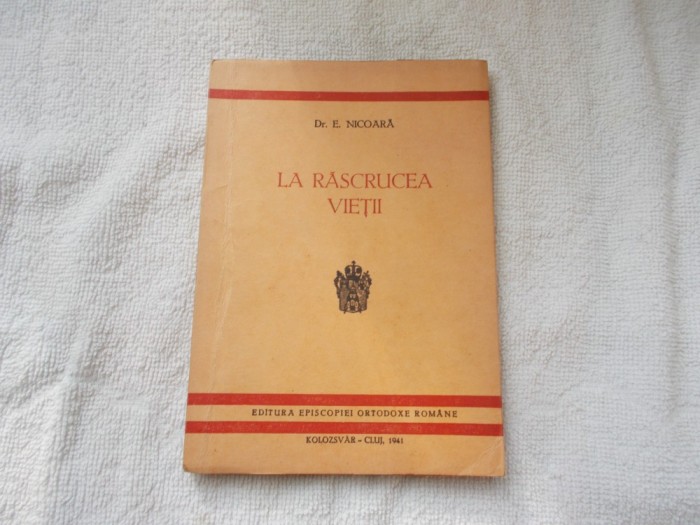 Dr. E. NICOARĂ
LA RĂSCRUCEA
VIEȚII
EDITURA EPISCOPIEI ORTODOXE ROMÂNE
KOLOZSVÁR – CLUJ, 1941